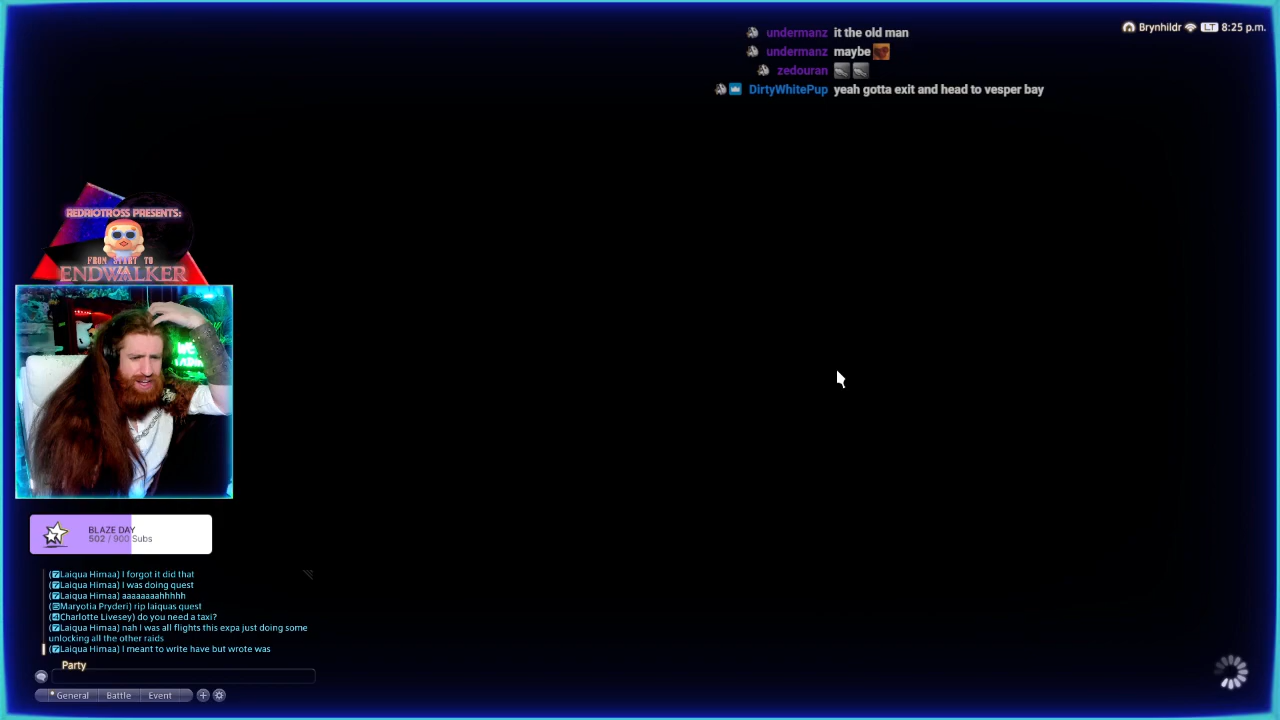 undermanz it the old man
undermanz maybe
zedouran
DirtyWhitePup yeah gotta exit and head to vesper bay
Brynhildr LT 8:25 p.m.
REDRIOTROSS PRESENTS:
FROM START TO
ENDWALKER
BLAZE DAY
502 / 900 Subs
(Laiqua Himaa) I forgot it did that
(Laiqua Himaa) I was doing quest
(Laiqua Himaa) aaaaaaaahhhhh
(Maryotia Pryderi) rip laiquas quest
(Charlotte Livesey) do you need a taxi?
(Laiqua Himaa) nah I was all flights this expa just doing some
unlocking all the other raids
(Laiqua Himaa) I meant to write have but wrote was
Party
General Battle Event